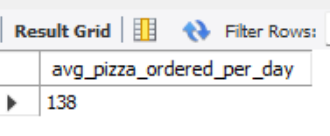 Result Grid Filter Rows:
avg_pizza_ordered_per_day
138